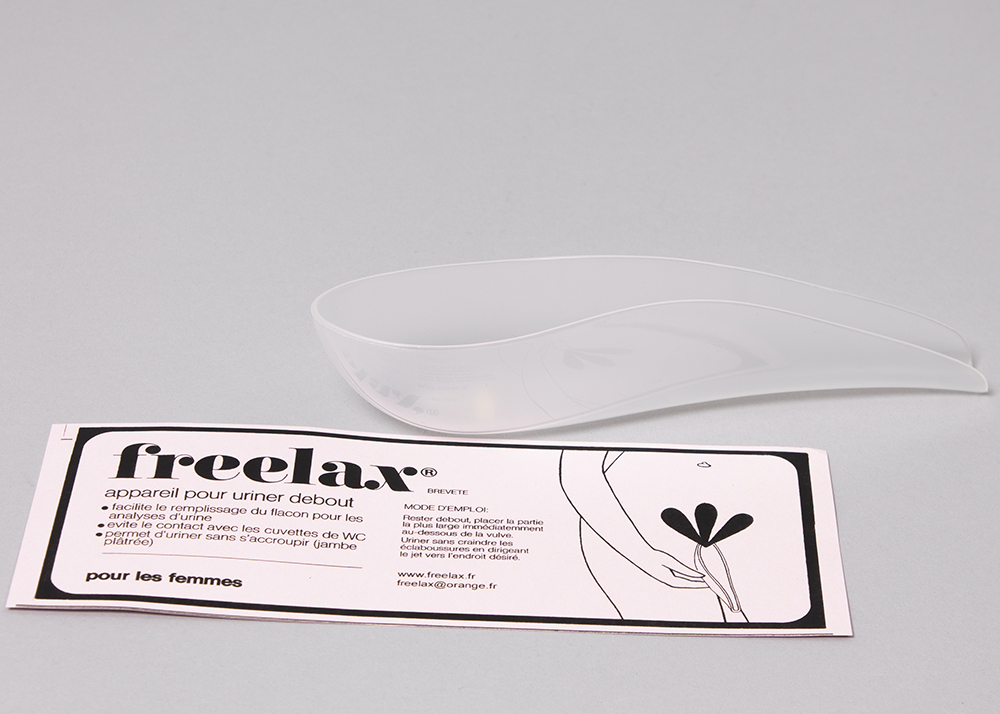 freelax®
BREVETE
appareil pour uriner debout
• facilite le remplissage du flacon pour les
analyses d'urine
• evite le contact avec les cuvettes de WC
• permet d'uriner sans s'accroupir (jambe
plâtrée)
pour les femmes
MODE D'EMPLOI:
Rester debout, placer la partie
la plus large immédiatemment
au-dessous de la vulve.
Uriner sans craindre les
éclaboussures en dirigeant
le jet vers l'endroit désiré.
www.freelax.fr
freelax@orange.fr